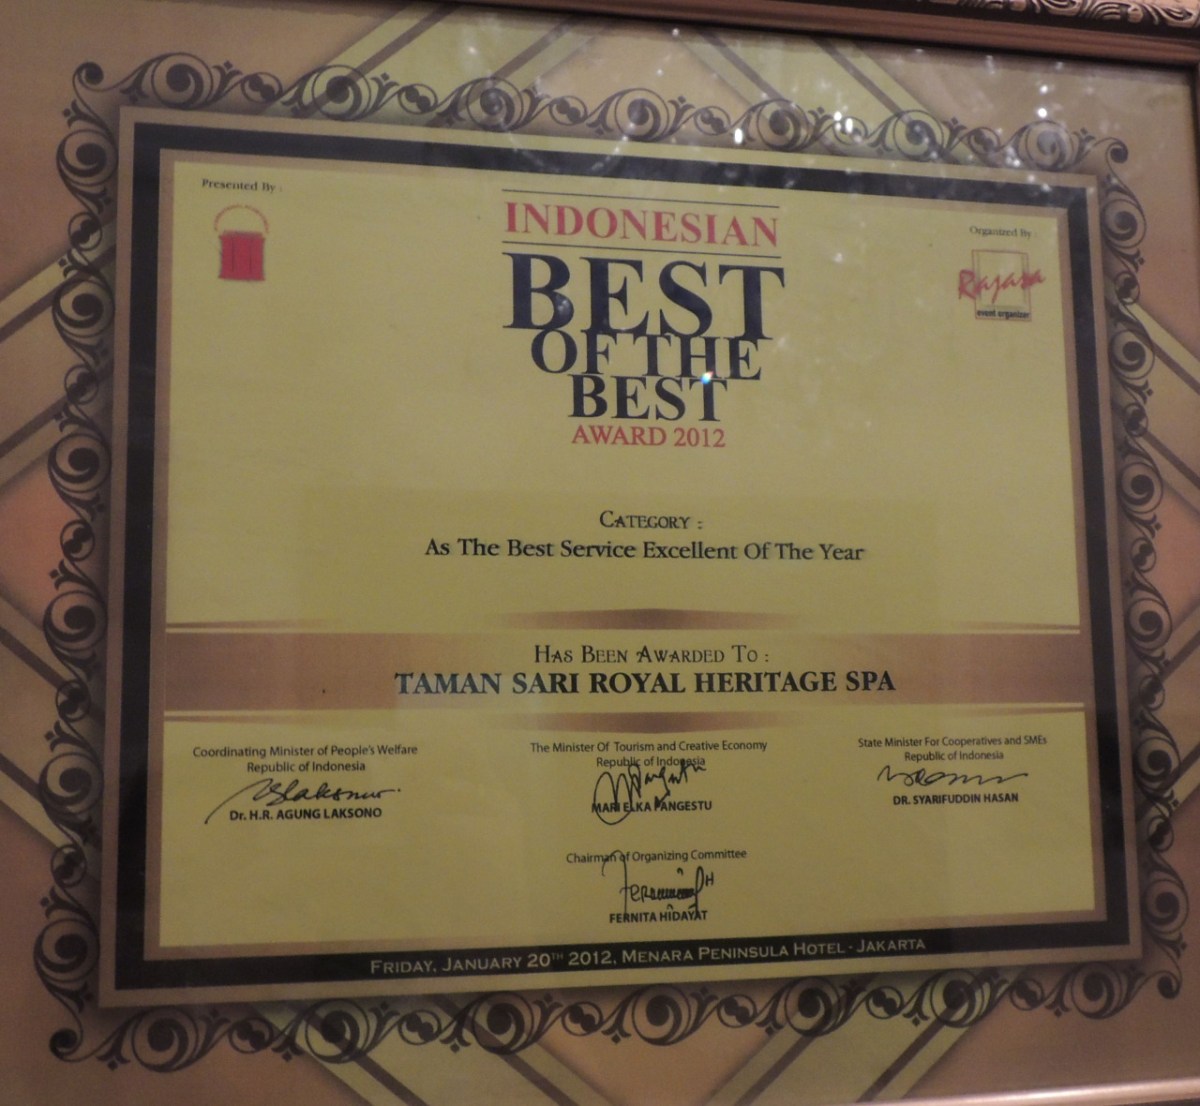 Presented By :
INDONESIAN
BEST
OF THE
BEST
AWARD 2012
Organized By :
Rajasa
event organizer
CATEGORY :
As The Best Service Excellent Of The Year
HAS BEEN AWARDED TO :
TAMAN SARI ROYAL HERITAGE SPA
Coordinating Minister of People's Welfare
Republic of Indonesia
Dr. H.R. AGUNG LAKSONO
The Minister Of Tourism and Creative Economy
Republic of Indonesia
MARI ELKA PANGESTU
State Minister For Cooperatives and SMEs
Republic of Indonesia
DR. SYARIFUDDIN HASAN
Chairman of Organizing Committee
FERNITA HIDAYAT
FRIDAY, JANUARY 20TH 2012, MENARA PENINSULA HOTEL - JAKARTA